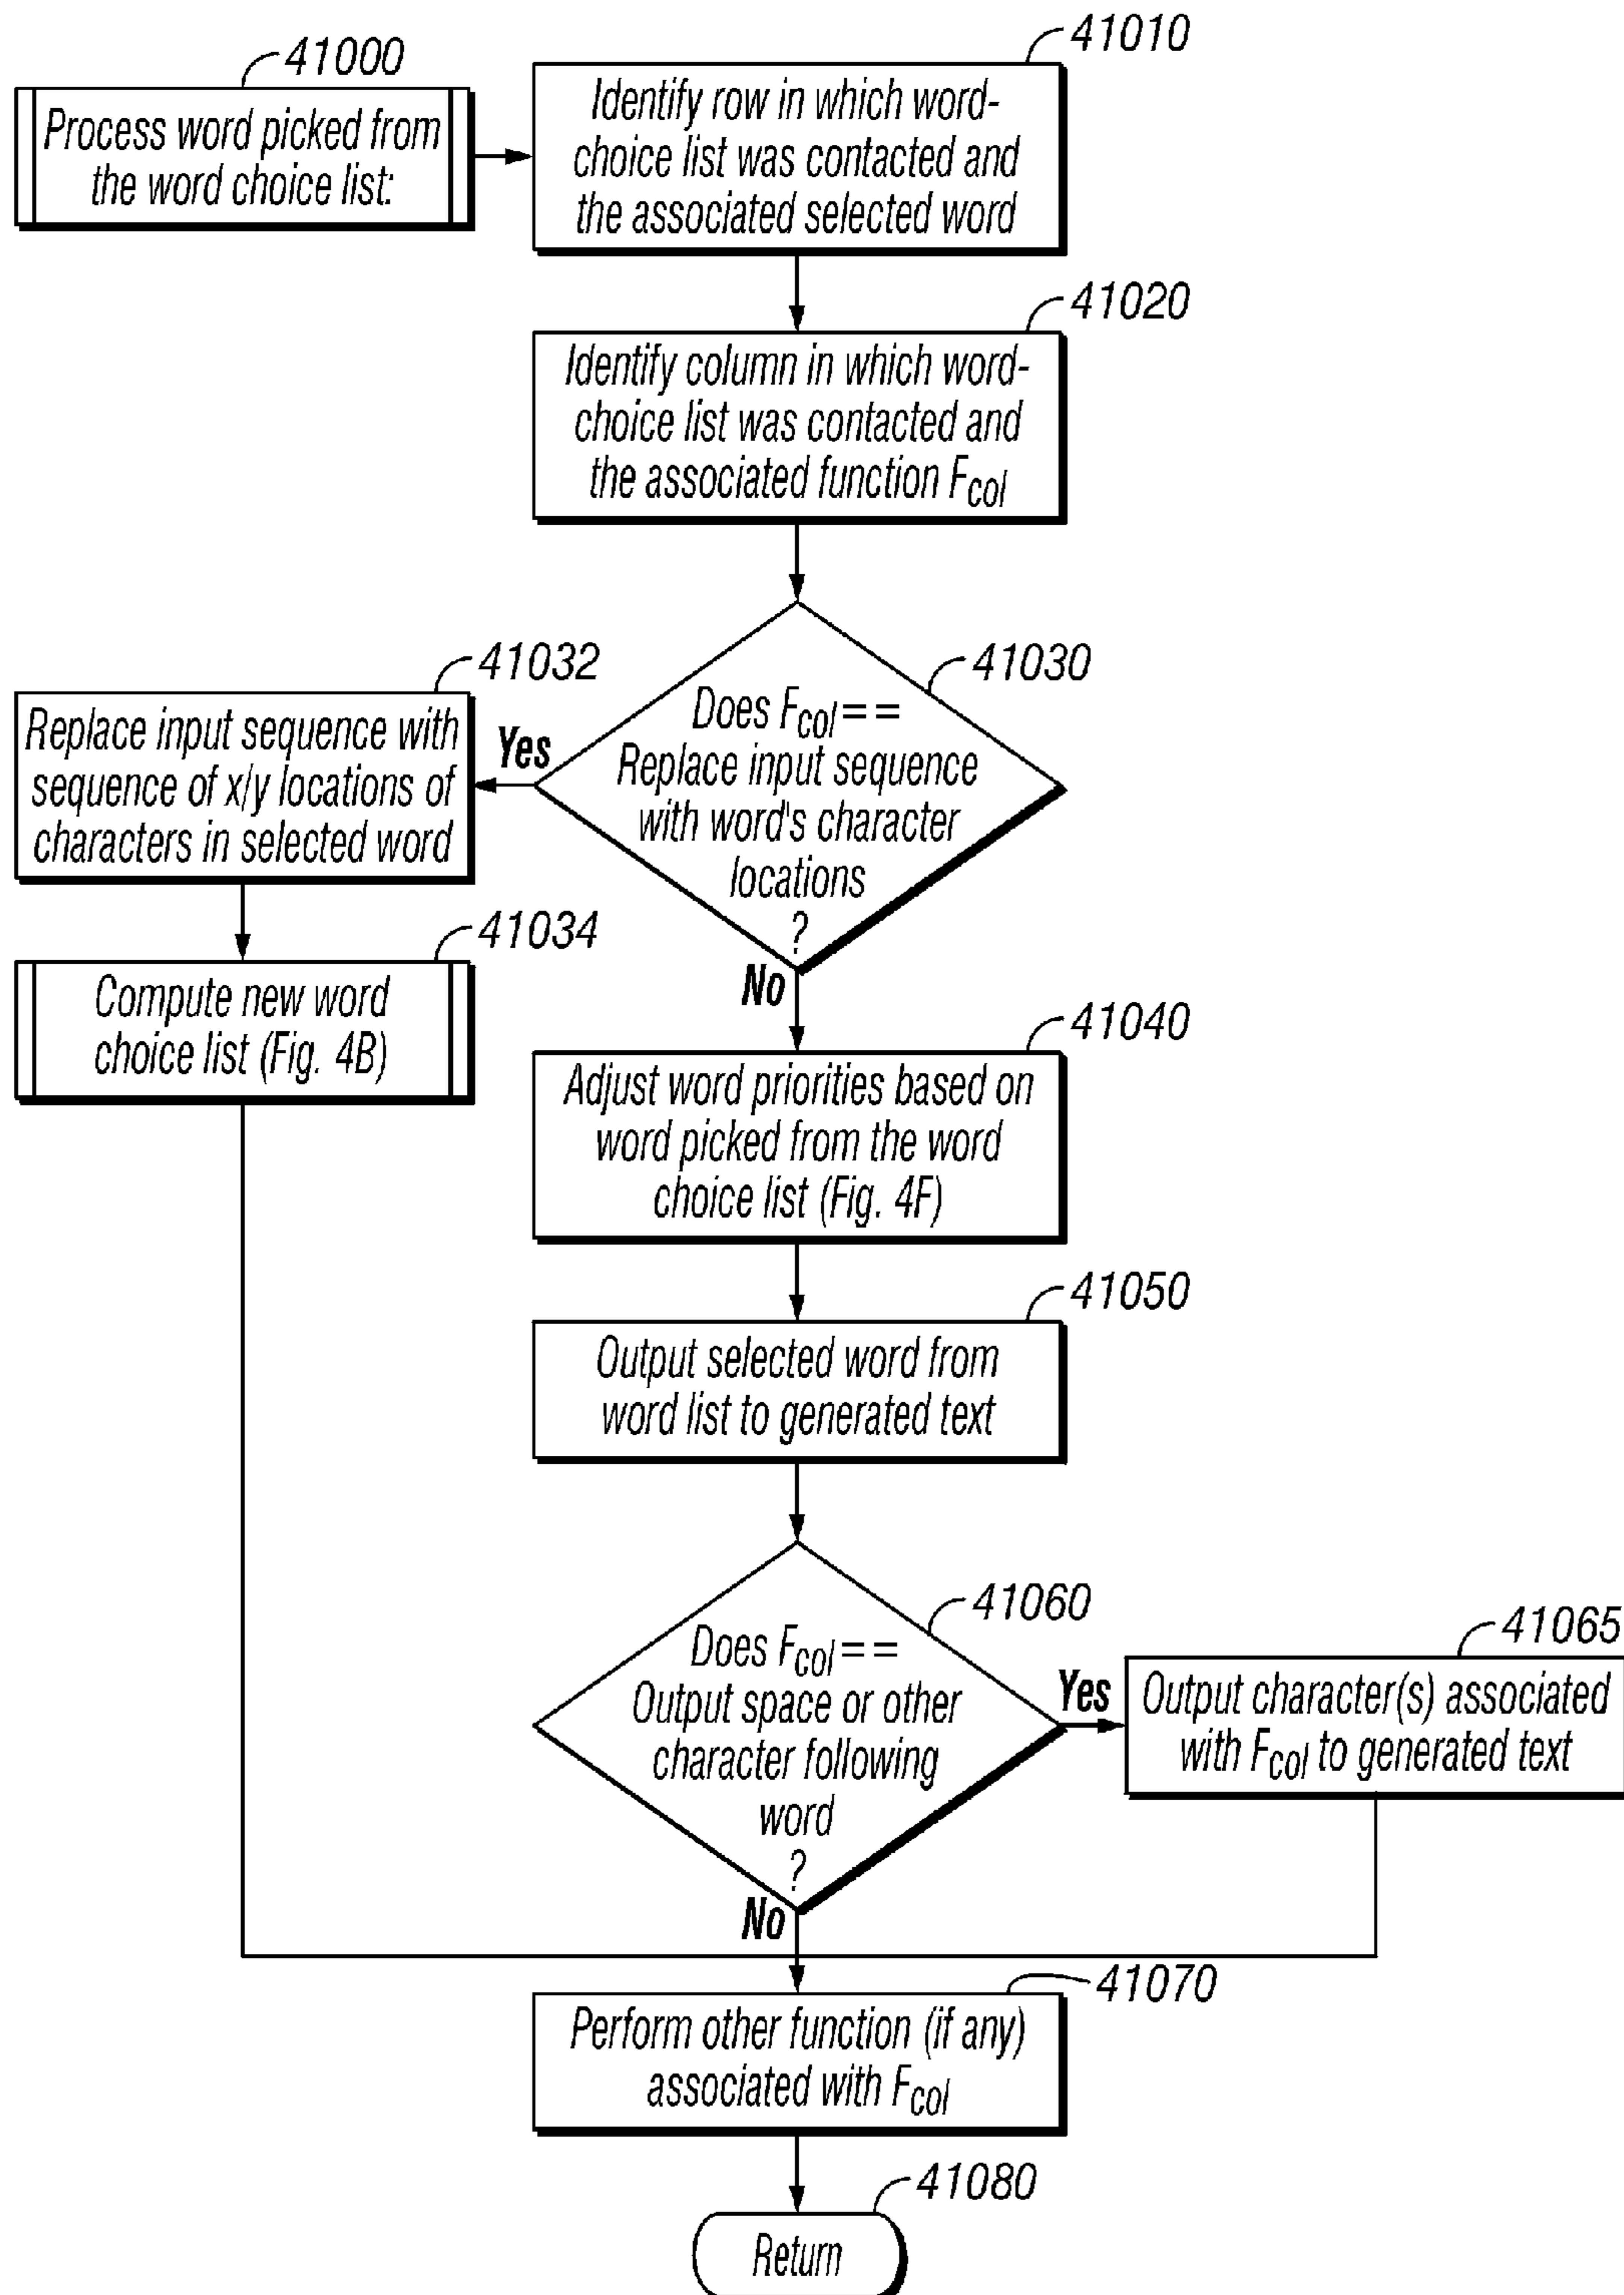 41000
Process word picked from
the word choice list:
41010
Identify row in which word-
choice list was contacted and
the associated selected word
41020
Identify column in which word-
choice list was contacted and
the associated function Fcol
41030
Does Fcol==
Replace input sequence
with word's character
locations
?
Yes
No
41032
Replace input sequence with
sequence of x/y locations of
characters in selected word
41034
Compute new word
choice list (Fig. 4B)
41040
Adjust word priorities based on
word picked from the word
choice list (Fig. 4F)
41050
Output selected word from
word list to generated text
41060
Does Fcol==
Output space or other
character following
word
?
Yes
No
41065
Output character(s) associated
with Fcol to generated text
41070
Perform other function (if any)
associated with Fcol
41080
Return